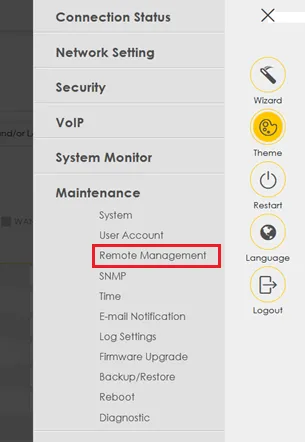 Connection Status
Network Setting
Security
VoIP
System Monitor
Maintenance
System
User Account
Remote Management
SNMP
Time
E-mail Notification
Log Settings
Firmware Upgrade
Backup/Restore
Reboot
Diagnostic
Wizard
Theme
Restart
Language
Logout